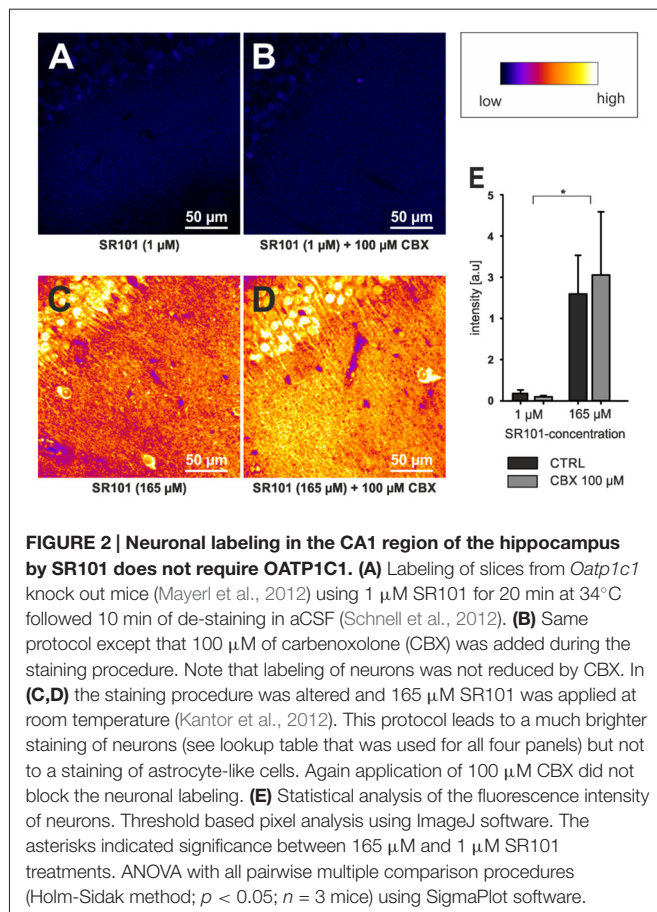 A
B
50 µm
50 µm
SR101 (1 µM)
SR101 (1 µM) + 100 µM CBX
low
high
C
D
50 µm
50 µm
SR101 (165 µM)
SR101 (165 µM) + 100 µM CBX
E
*
5
4
3
1
2
0
intensity [a.u]
1 µM
165 µM
SR101-concentration
CTRL
CBX 100 µM
FIGURE 2 | Neuronal labeling in the CA1 region of the hippocampus
by SR101 does not require OATP1C1. (A) Labeling of slices from Oatp1c1
knock out mice (Mayerl et al., 2012) using 1 µM SR101 for 20 min at 34°C
followed 10 min of de-staining in aCSF (Schnell et al., 2012). (B) Same
protocol except that 100 µM of carbenoxolone (CBX) was added during the
staining procedure. Note that labeling of neurons was not reduced by CBX. In
(C,D) the staining procedure was altered and 165 µM SR101 was applied at
room temperature (Kantor et al., 2012). This protocol leads to a much brighter
staining of neurons (see lookup table that was used for all four panels) but not
to a staining of astrocyte-like cells. Again application of 100 µM CBX did not
block the neuronal labeling. (E) Statistical analysis of the fluorescence intensity
of neurons. Threshold based pixel analysis using ImageJ software. The
asterisks indicated significance between 165 µM and 1 µM SR101
treatments. ANOVA with all pairwise multiple comparison procedures
(Holm-Sidak method; p < 0.05; n = 3 mice) using SigmaPlot software.